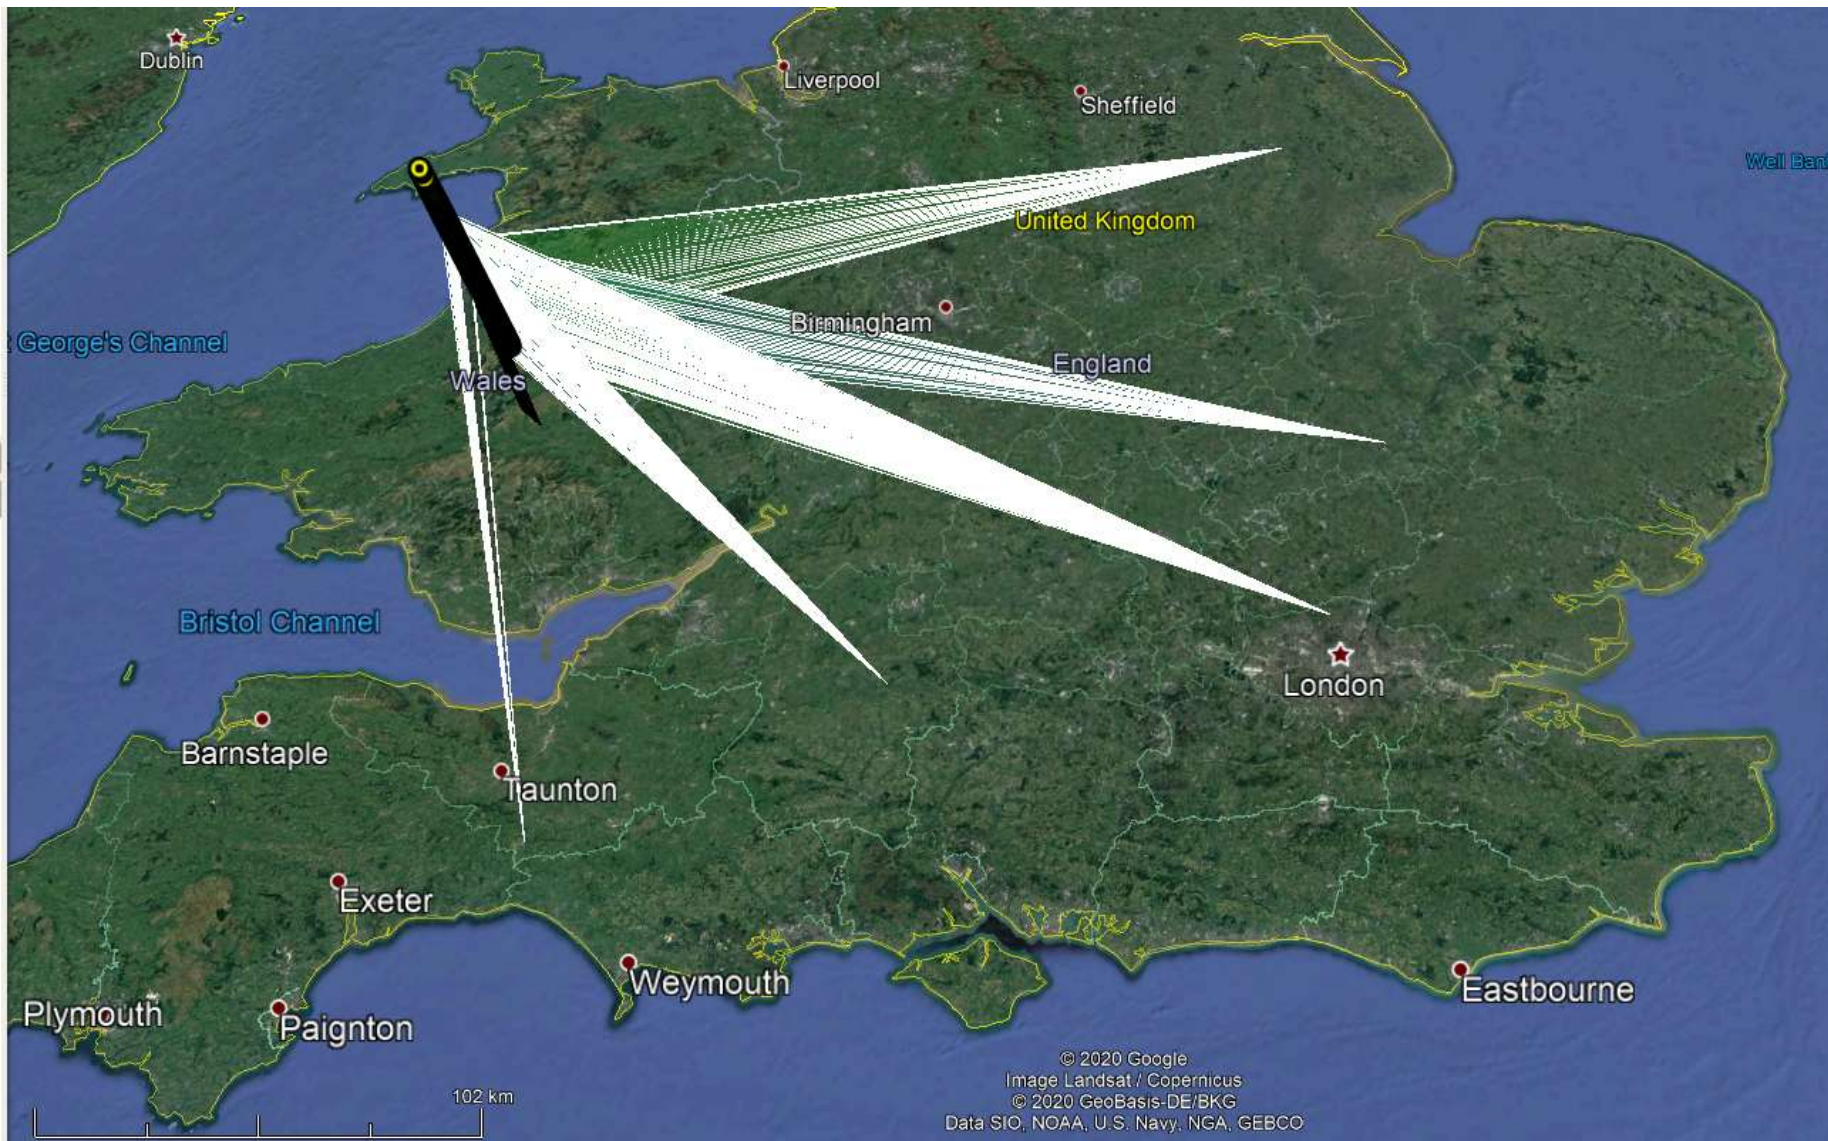 Dublin
Liverpool
Sheffield
Well Ban
United Kingdom
Birmingham
George's Channel
England
Wales
Bristol Channel
London
Barnstaple
Taunton
Exeter
Weymouth
Eastbourne
Plymouth
Paignton
102 km
© 2020 Google
Image Landsat / Copernicus
© 2020 GeoBasis-DE/BKG
Data SIO, NOAA, U.S. Navy, NGA, GEBCO